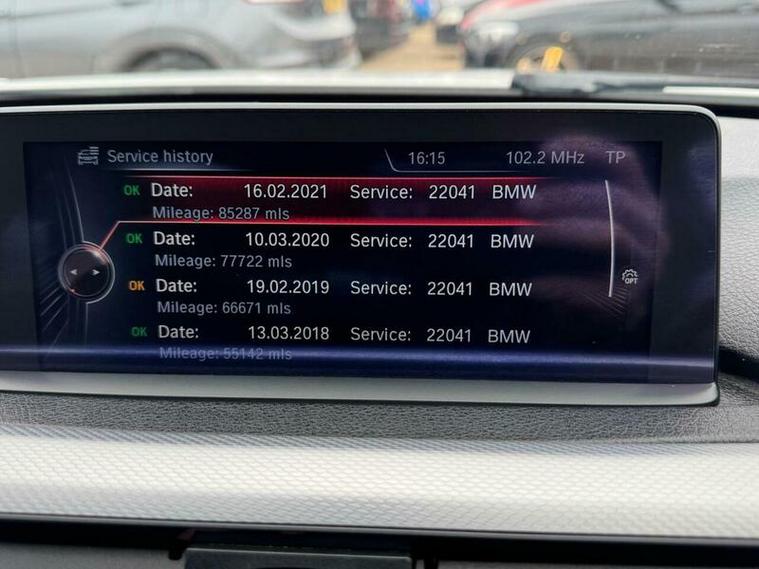 Service history 16:15 102.2 MHz TP
OK Date: 16.02.2021 Service: 22041 BMW
Mileage: 85287 mls
OK Date: 10.03.2020 Service: 22041 BMW
Mileage: 77722 mls
OK Date: 19.02.2019 Service: 22041 BMW
Mileage: 66671 mls
OK Date: 13.03.2018 Service: 22041 BMW
Mileage: 55142 mls
OPT